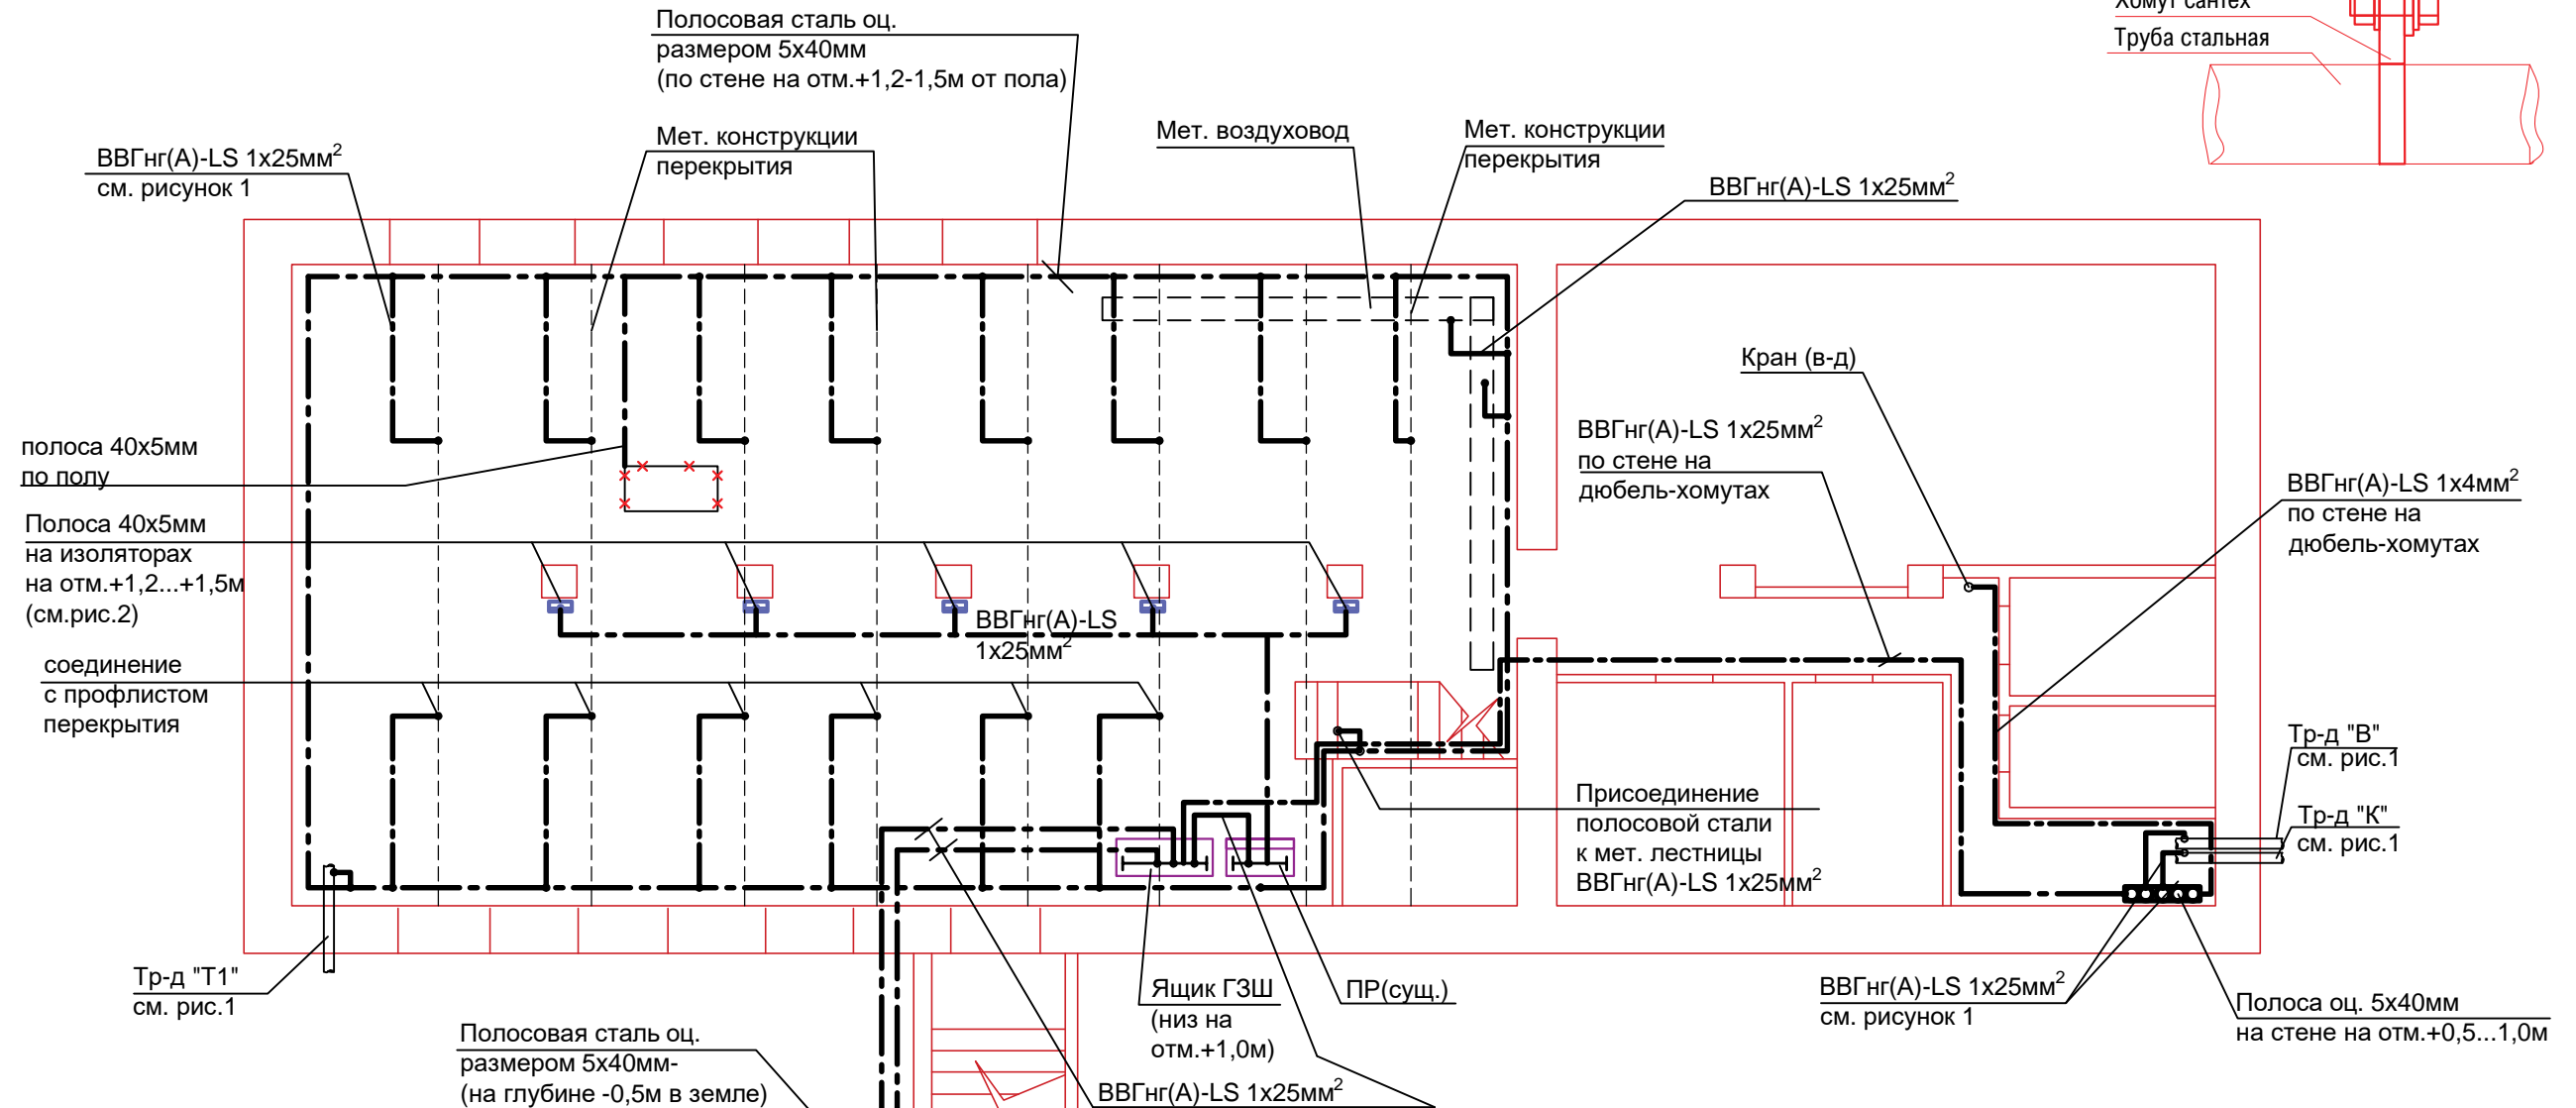 Полосовая сталь оц.
размером 5х40мм
(по стене на отм.+1,2-1,5м от пола)
Хомут сантех
Труба стальная
ВВГнг(А)-LS 1х25мм²
см. рисунок 1
Мет. конструкции
перекрытия
Мет. воздуховод
Мет. конструкции
перекрытия
ВВГнг(А)-LS 1х25мм²
Кран (в-д)
ВВГнг(А)-LS 1х25мм²
по стене на
дюбель-хомутах
ВВГнг(А)-LS 1х4мм²
по стене на
дюбель-хомутах
полоса 40х5мм
по полу
Полоса 40х5мм
на изоляторах
на отм.+1,2...+1,5м
(см.рис.2)
ВВГнг(А)-LS
1х25мм²
соединение
с профлистом
перекрытия
Тр-д "В"
см. рис.1
Тр-д "К"
см. рис.1
Присоединение
полосовой стали
к мет. лестницы
ВВГнг(А)-LS 1х25мм²
Тр-д "Т1"
см. рис.1
Ящик ГЗШ
(низ на
отм.+1,0м)
ПР(сущ.)
ВВГнг(А)-LS 1х25мм²
см. рисунок 1
Полоса оц. 5х40мм
на стене на отм.+0,5...1,0м
Полосовая сталь оц.
размером 5х40мм-
(на глубине -0,5м в земле)
ВВГнг(А)-LS 1х25мм²